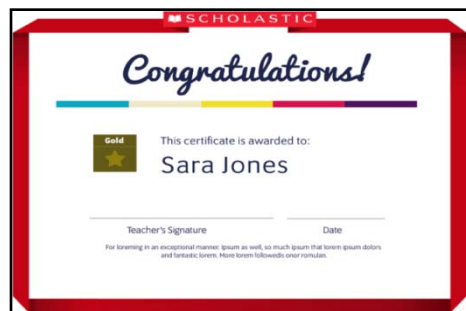 SCHOLASTIC
Congratulations!
Gold
This certificate is awarded to:
Sara Jones
Teacher's Signature
Date
For loreming in an exceptional manner. Ipsum as well, so much ipsum that lorem ipsum dolors
and fantastic lorem. More lorem followedis onor romulan.